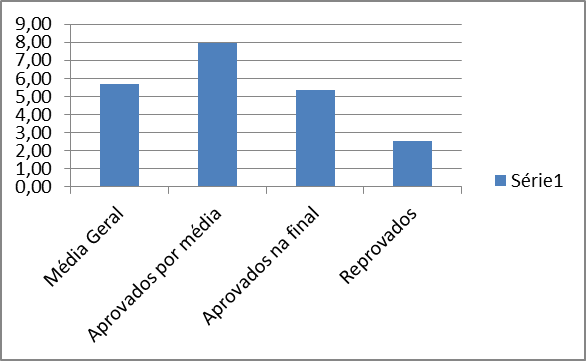 9,00
8,00
7,00
6,00
5,00
4,00
3,00
2,00
1,00
0,00
Média Geral
Aprovados por média
Aprovados na final
Reprovados
Série1